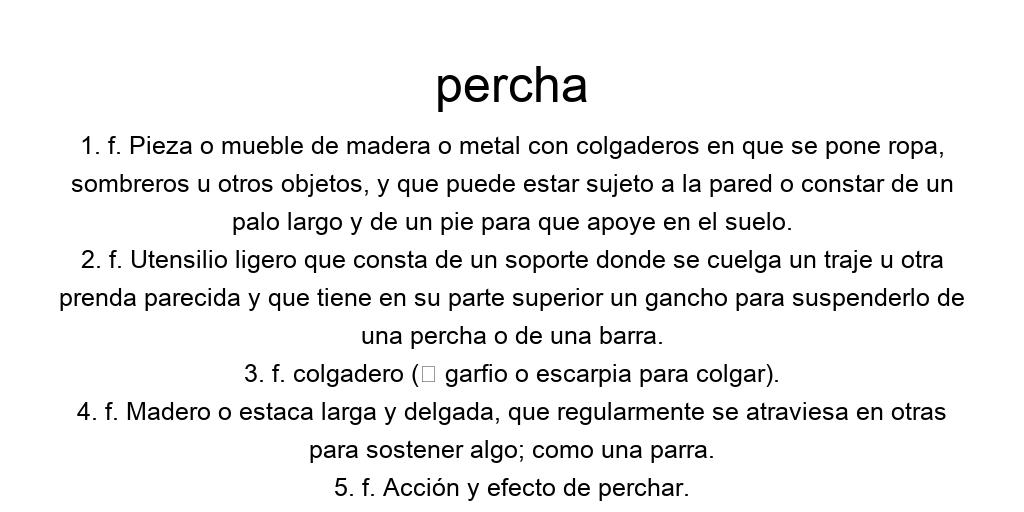 percha
1. f. Pieza o mueble de madera o metal con colgaderos en que se pone ropa,
sombreros u otros objetos, y que puede estar sujeto a la pared o constar de un
palo largo y de un pie para que apoye en el suelo.
2. f. Utensilio ligero que consta de un soporte donde se cuelga un traje u otra
prenda parecida y que tiene en su parte superior un gancho para suspenderlo de
una percha o de una barra.
3. f. colgadero (□ garfio o escarpia para colgar).
4. f. Madero o estaca larga y delgada, que regularmente se atraviesa en otras
para sostener algo; como una parra.
5. f. Acción y efecto de perchar.